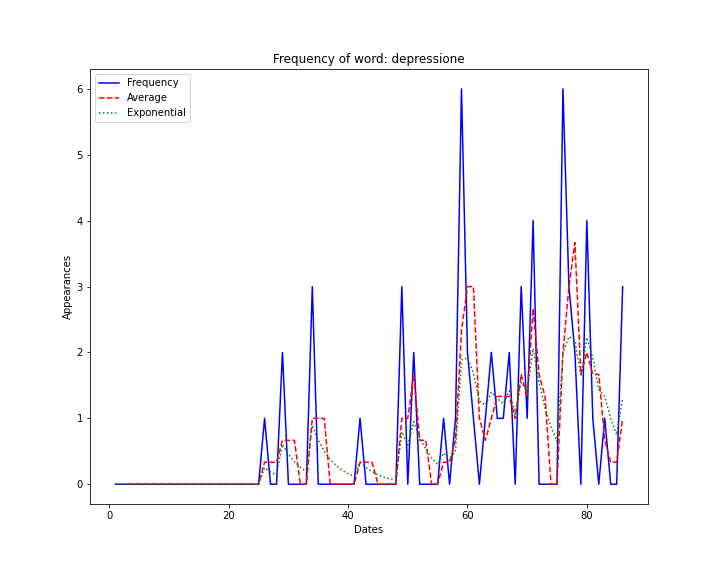 Frequency of word: depressione
Frequency
Average
Exponential
6
5
4
3
2
1
0
Appearances
0 20 40 60 80
Dates